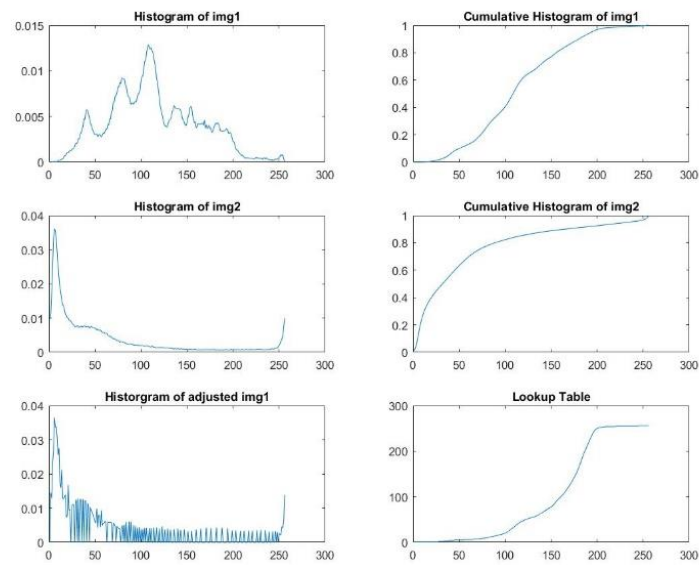 Histogram of img1
0.015
0.01
0.005
0
0 50 100 150 200 250 300
Cumulative Histogram of img1
1
0.8
0.6
0.4
0.2
0
0 50 100 150 200 250 300
Histogram of img2
0.04
0.03
0.02
0.01
0
0 50 100 150 200 250 300
Cumulative Histogram of img2
1
0.8
0.6
0.4
0.2
0
0 50 100 150 200 250 300
Historgram of adjusted img1
0.04
0.03
0.02
0.01
0
0 50 100 150 200 250 300
Lookup Table
300
200
100
0
0 50 100 150 200 250 300